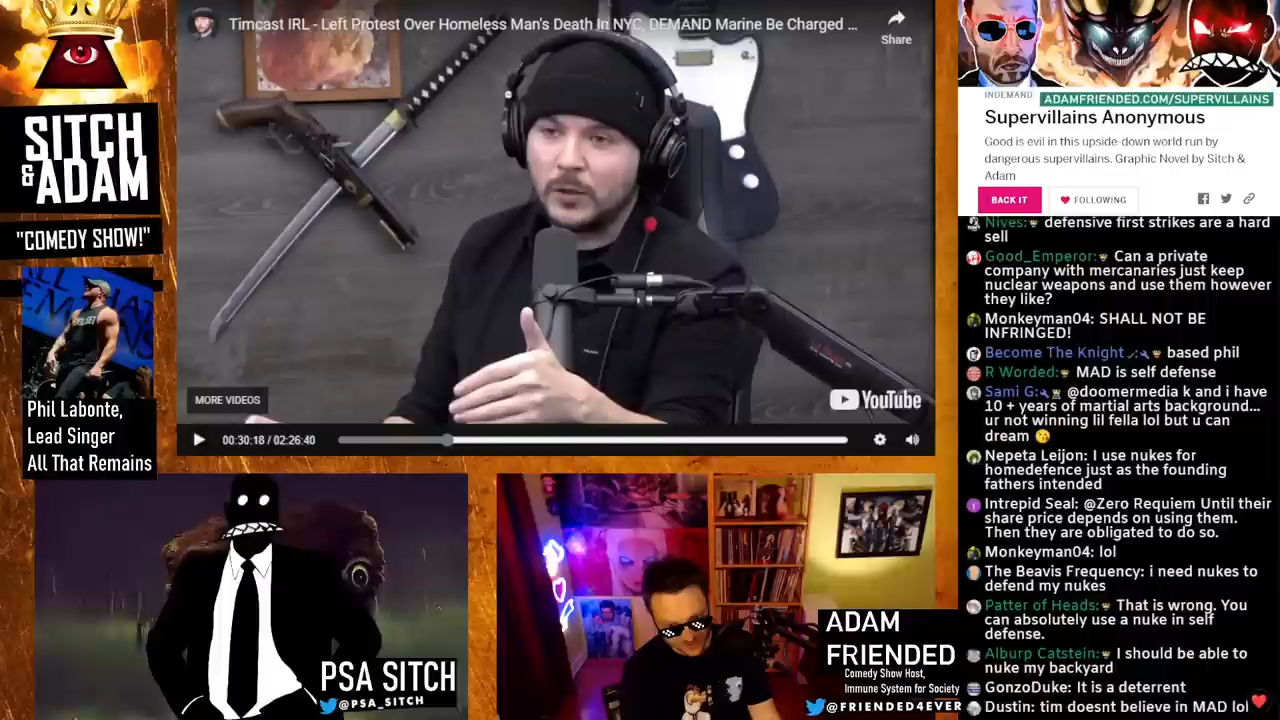 Timcast IRL - Left Protest Over Homeless Man's Death In NYC, DEMAND Marine Be Charged ...
Share
MORE VIDEOS
YouTube
00:30:18 / 02:26:40
SITCH
& ADAM
"COMEDY SHOW!"
Phil Labonte,
Lead Singer
All That Remains
PSA SITCH
@PSA_SITCH
ADAM
FRIENDED
Comedy Show Host,
Immune System for Society
@FRIENDED4EVER
INDEMAND
ADAMFRIENDED.COM/SUPERVILLAINS
Supervillains Anonymous
Good is evil in this upside-down world run by
dangerous supervillains. Graphic Novel by Sitch &
Adam
BACK IT
FOLLOWING
Nives: defensive first strikes are a hard
sell
Good_Emperor: Can a private
company with mercanaries just keep
nuclear weapons and use them however
they like?
Monkeyman04: SHALL NOT BE
INFRINGED!
Become The Knight based phil
R Worded: MAD is self defense
Sami G: @doomermedia k and i have
10 + years of martial arts background...
ur not winning lil fella lol but u can
dream 😘
Nepeta Leijon: I use nukes for
homedefence just as the founding
fathers intended
Intrepid Seal: @Zero Requiem Until their
share price depends on using them.
Then they are obligated to do so.
Monkeyman04: lol
The Beavis Frequency: i need nukes to
defend my nukes
Patter of Heads: That is wrong. You
can absolutely use a nuke in self
defense.
Alburp Catstein: I should be able to
nuke my backyard
GonzoDuke: It is a deterrent
Dustin: tim doesnt believe in MAD lol